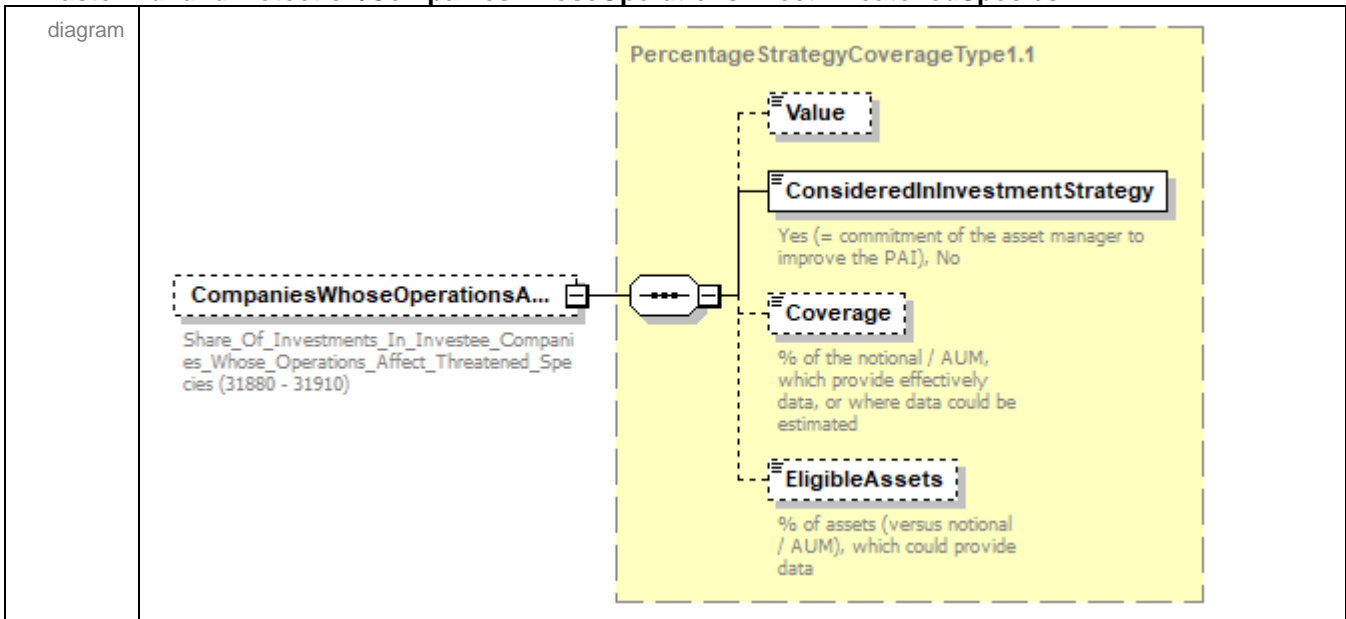 diagram
PercentageStrategyCoverageType1.1
Value
ConsideredInInvestmentStrategy
Yes (= commitment of the asset manager to
improve the PAI), No
CompaniesWhoseOperationsA...
Share_Of_Investments_In_Investee_Compani
es_Whose_Operations_Affect_Threatened_Spe
cies (31880 - 31910)
Coverage
% of the notional / AUM,
which provide effectively
data, or where data could be
estimated
EligibleAssets
% of assets (versus notional
/ AUM), which could provide
data